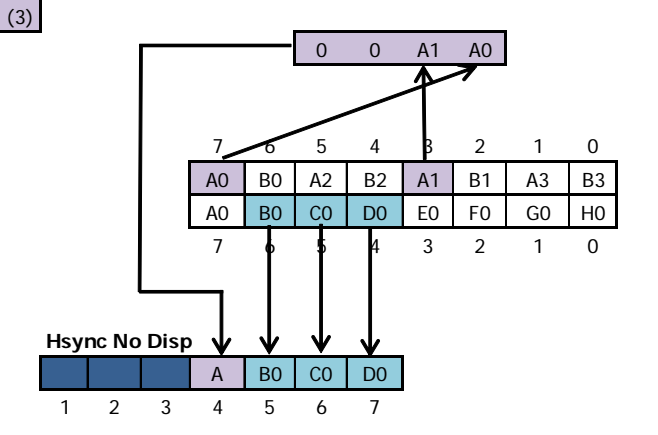 (3)
0 0 A1 A0
7 6 5 4 3 2 1 0
A0 B0 A2 B2 A1 B1 A3 B3
A0 B0 C0 D0 E0 F0 G0 H0
7 6 5 4 3 2 1 0
Hsync No Disp
A B0 C0 D0
1 2 3 4 5 6 7